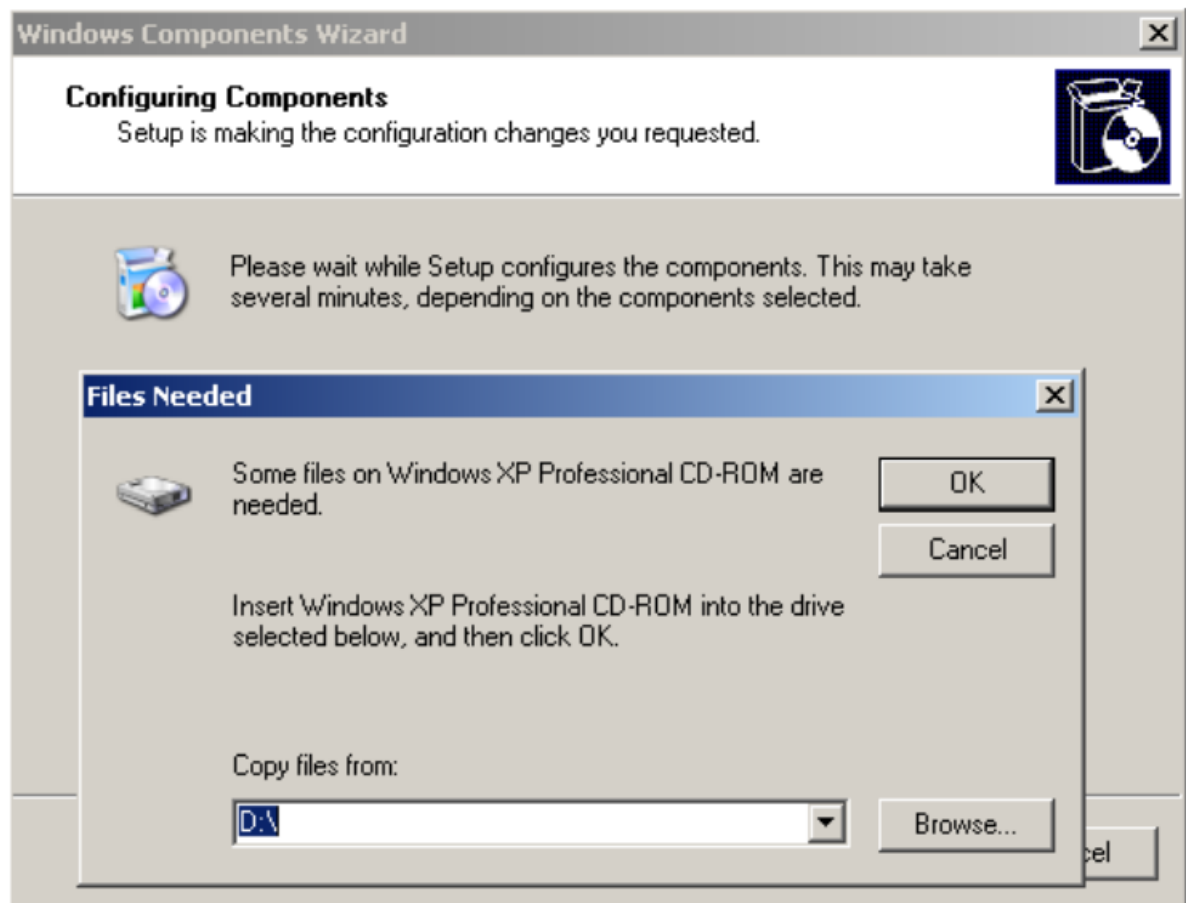 Windows Components Wizard
Configuring Components
Setup is making the configuration changes you requested.
Please wait while Setup configures the components. This may take
several minutes, depending on the components selected.
Files Needed
Some files on Windows XP Professional CD-ROM are
needed.
OK
Cancel
Insert Windows XP Professional CD-ROM into the drive
selected below, and then click OK.
Copy files from:
D:\
Browse...
cel